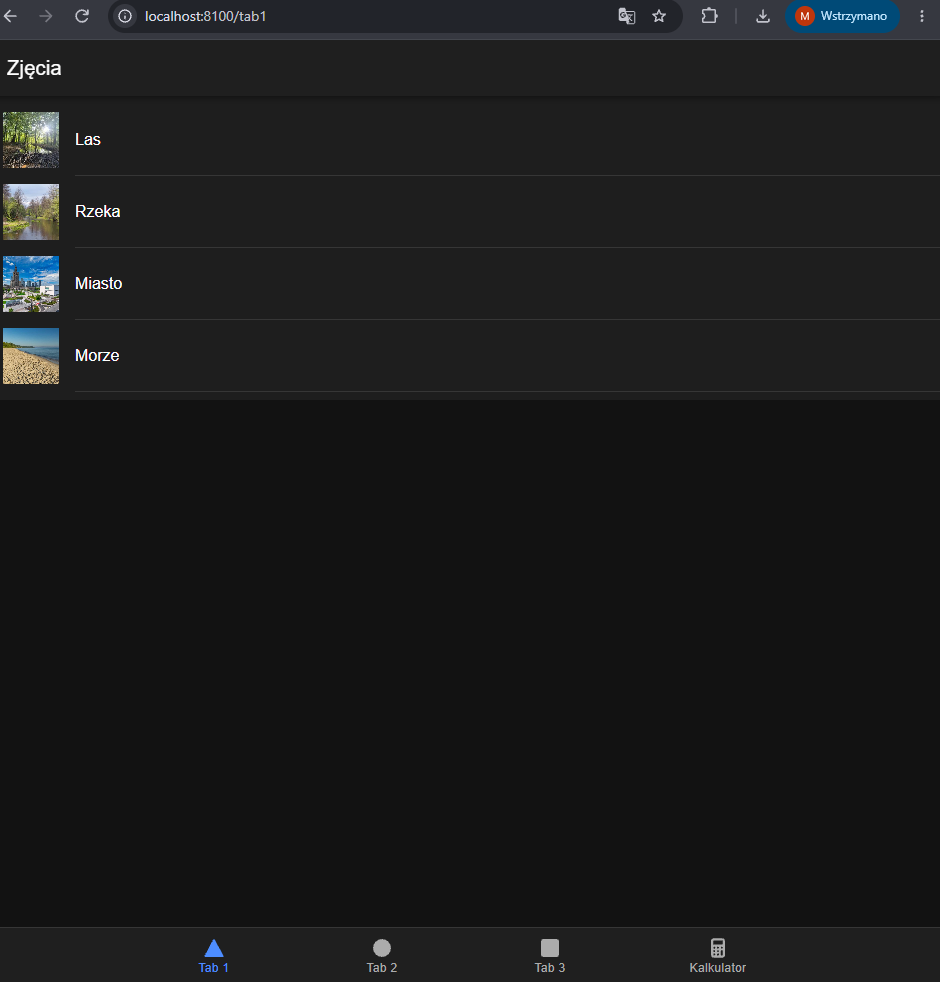 localhost:8100/tab1
M Wstrzymano
Zjęcia
Las
Rzeka
Miasto
Morze
Tab 1 Tab 2 Tab 3 Kalkulator